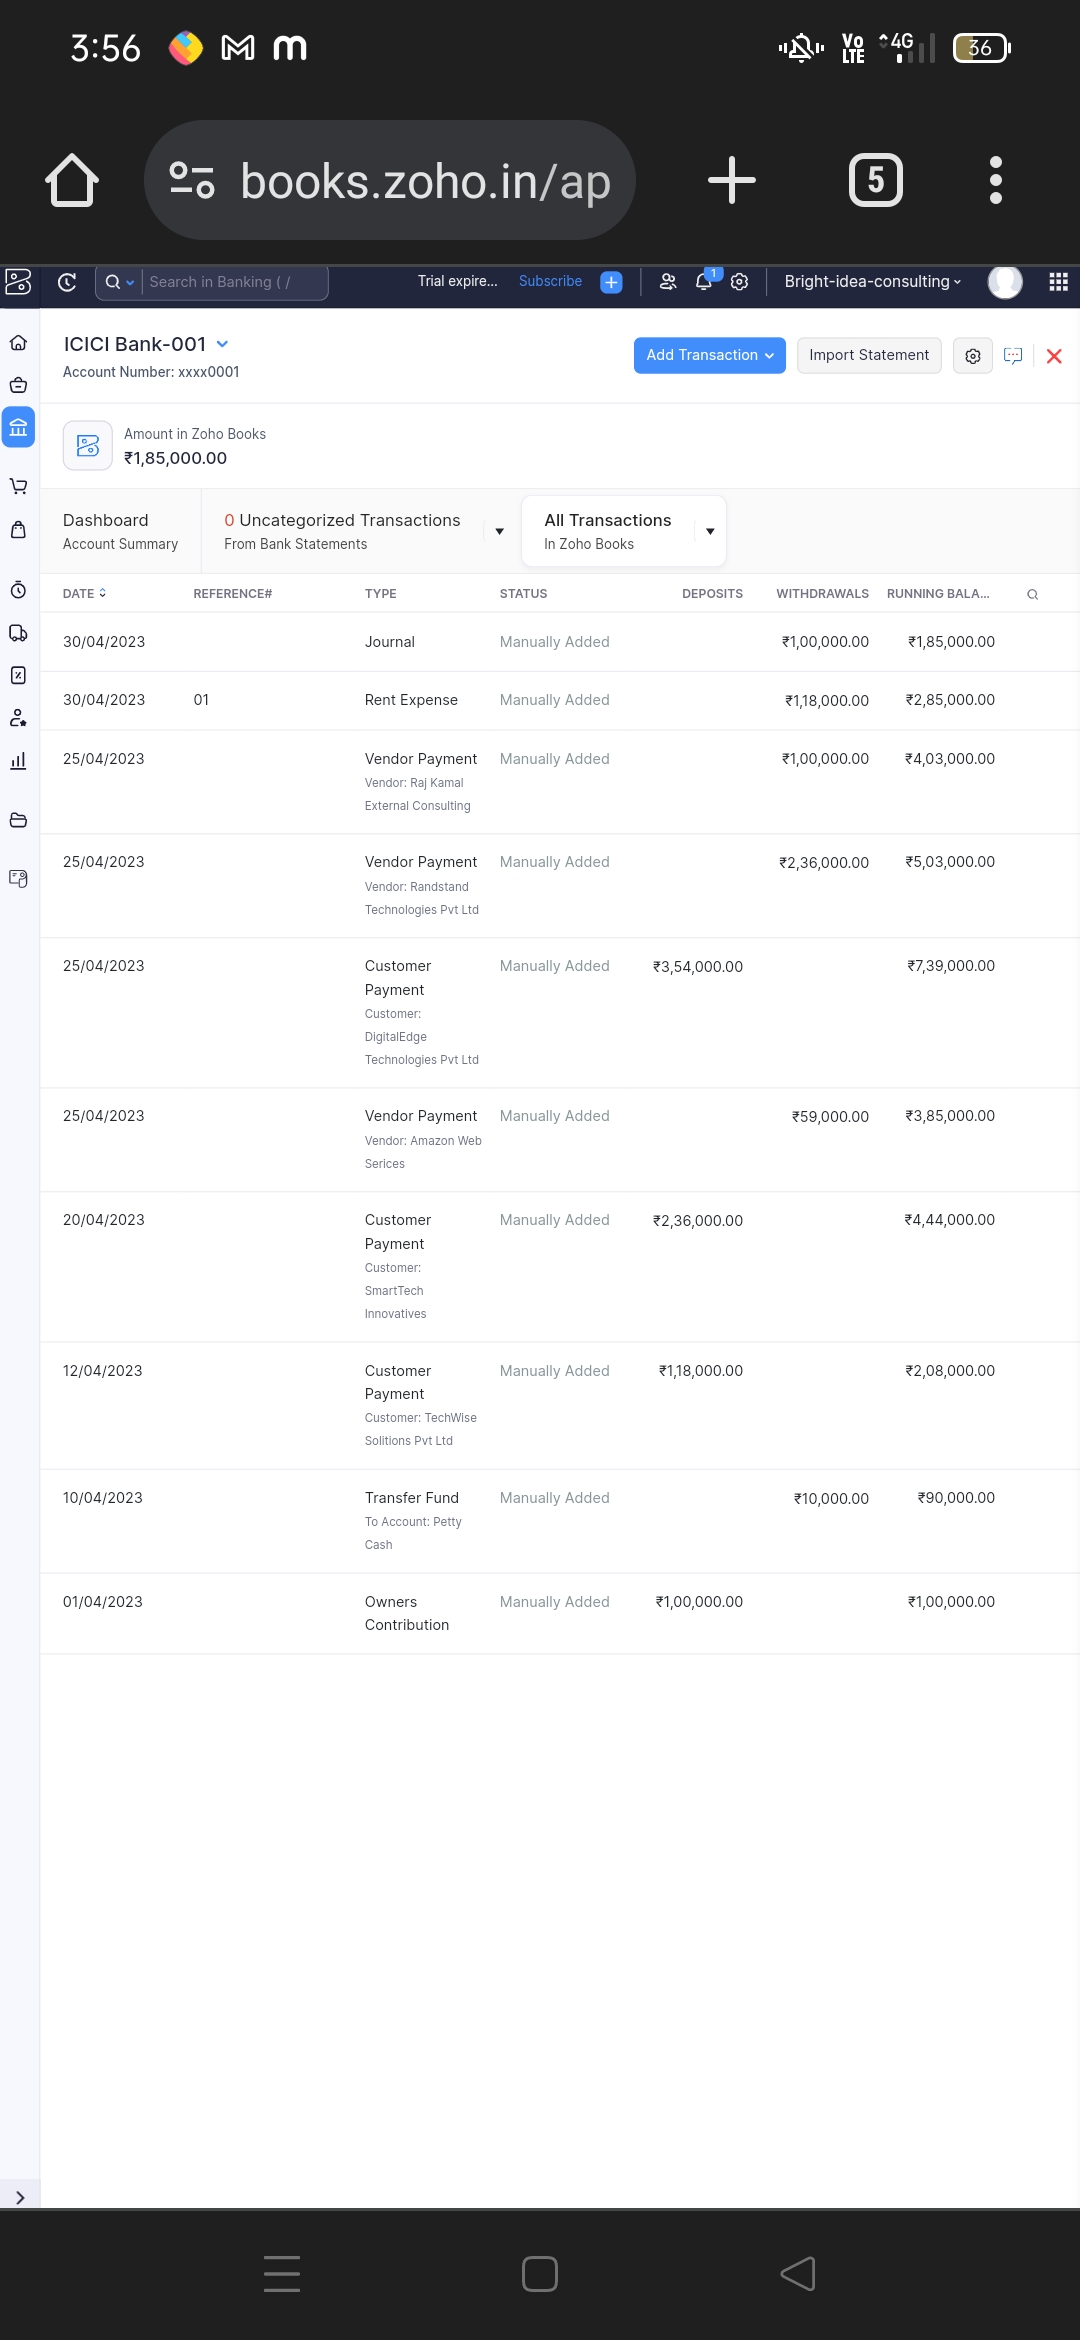 3:56
Vo LTE 4G 36
books.zoho.in/ap
5
Search in Banking ( /
Trial expire...
Subscribe
1
Bright-idea-consulting
ICICI Bank-001
Account Number: xxxx0001
Add Transaction
Import Statement
Amount in Zoho Books
₹1,85,000.00
Dashboard
Account Summary
0 Uncategorized Transactions
From Bank Statements
All Transactions
In Zoho Books
DATE REFERENCE# TYPE STATUS DEPOSITS WITHDRAWALS RUNNING BALA...
30/04/2023 Journal Manually Added ₹1,00,000.00 ₹1,85,000.00
30/04/2023 01 Rent Expense Manually Added ₹1,18,000.00 ₹2,85,000.00
25/04/2023 Vendor Payment Manually Added ₹1,00,000.00 ₹4,03,000.00
Vendor: Raj Kamal
External Consulting
25/04/2023 Vendor Payment Manually Added ₹2,36,000.00 ₹5,03,000.00
Vendor: Randstand
Technologies Pvt Ltd
25/04/2023 Customer Manually Added ₹3,54,000.00 ₹7,39,000.00
Payment
Customer:
DigitalEdge
Technologies Pvt Ltd
25/04/2023 Vendor Payment Manually Added ₹59,000.00 ₹3,85,000.00
Vendor: Amazon Web
Serices
20/04/2023 Customer Manually Added ₹2,36,000.00 ₹4,44,000.00
Payment
Customer:
SmartTech
Innovatives
12/04/2023 Customer Manually Added ₹1,18,000.00 ₹2,08,000.00
Payment
Customer: TechWise
Solitions Pvt Ltd
10/04/2023 Transfer Fund Manually Added ₹10,000.00 ₹90,000.00
To Account: Petty
Cash
01/04/2023 Owners Manually Added ₹1,00,000.00 ₹1,00,000.00
Contribution